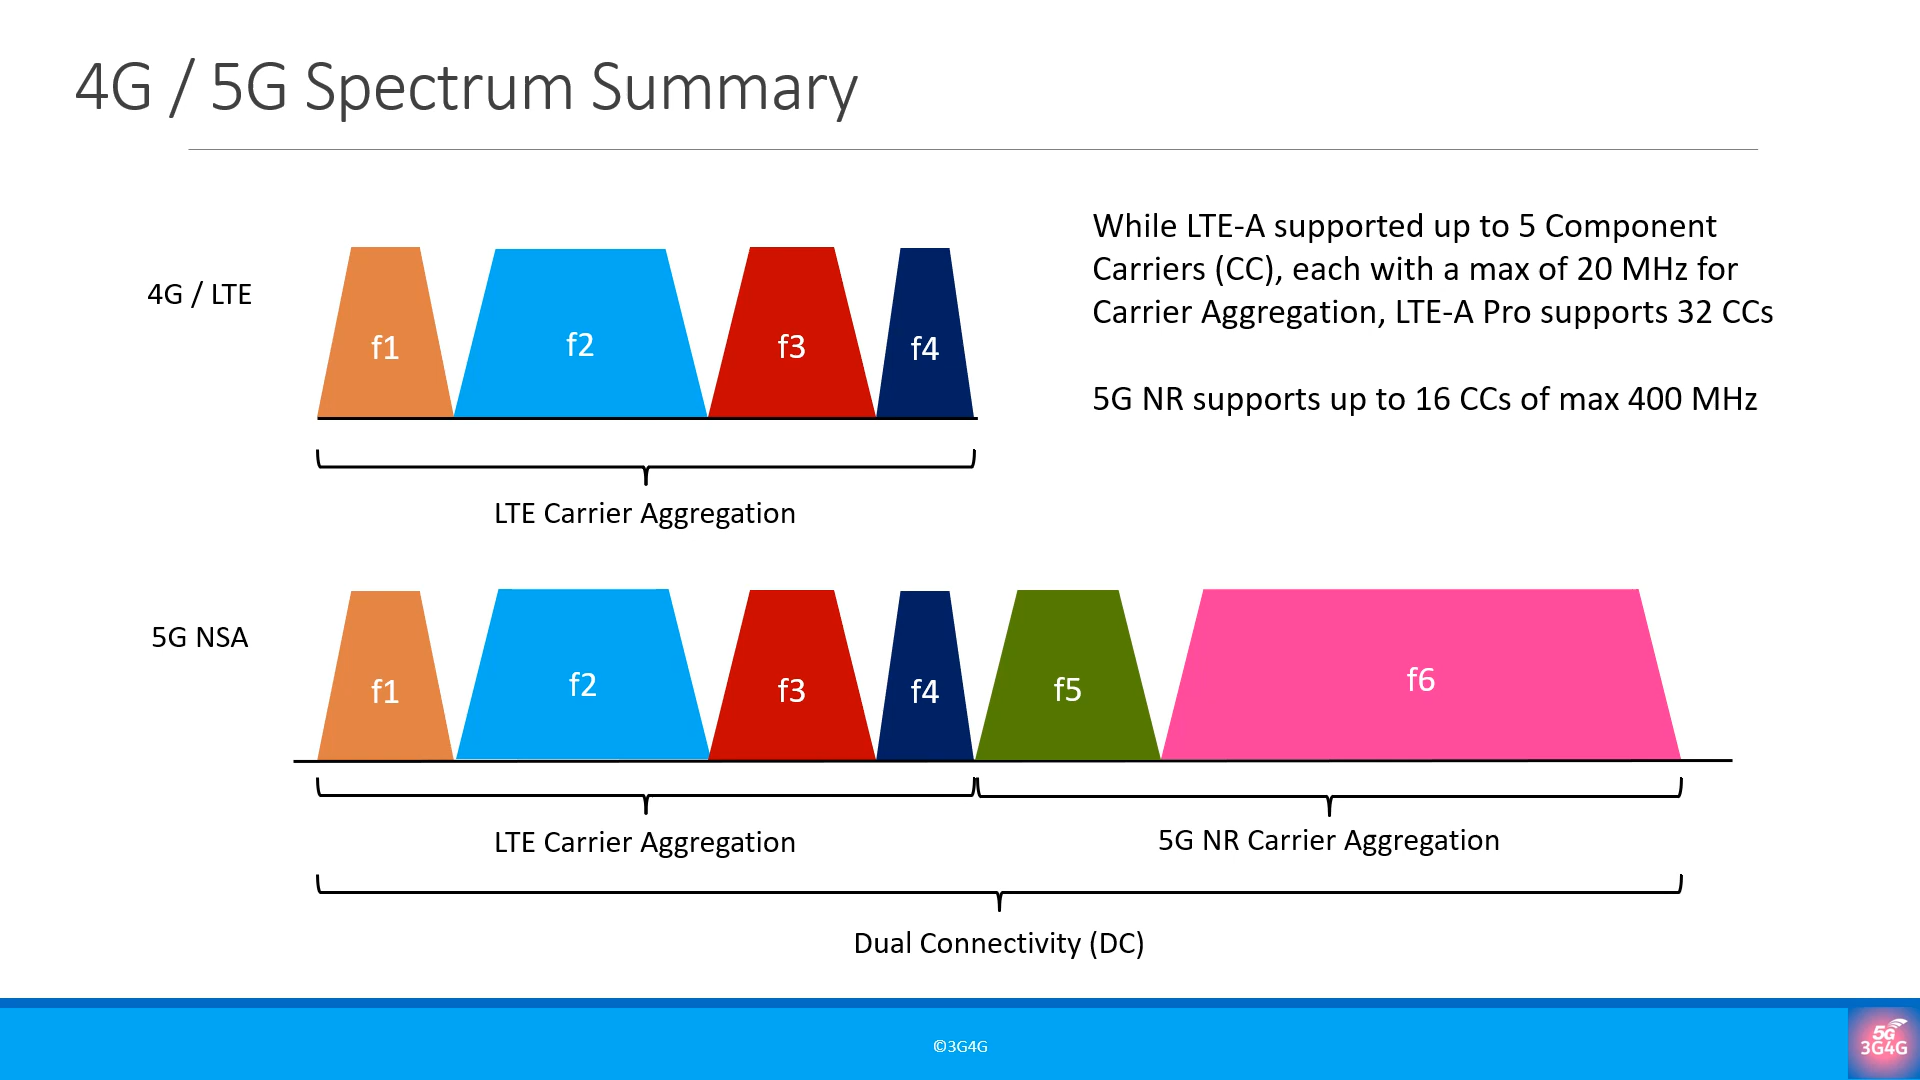 4G / 5G Spectrum Summary
While LTE-A supported up to 5 Component
Carriers (CC), each with a max of 20 MHz for
Carrier Aggregation, LTE-A Pro supports 32 CCs
5G NR supports up to 16 CCs of max 400 MHz
4G / LTE
f1
f2
f3
f4
LTE Carrier Aggregation
5G NSA
f1
f2
f3
f4
f5
f6
LTE Carrier Aggregation
5G NR Carrier Aggregation
Dual Connectivity (DC)
©3G4G
5G
3G4G